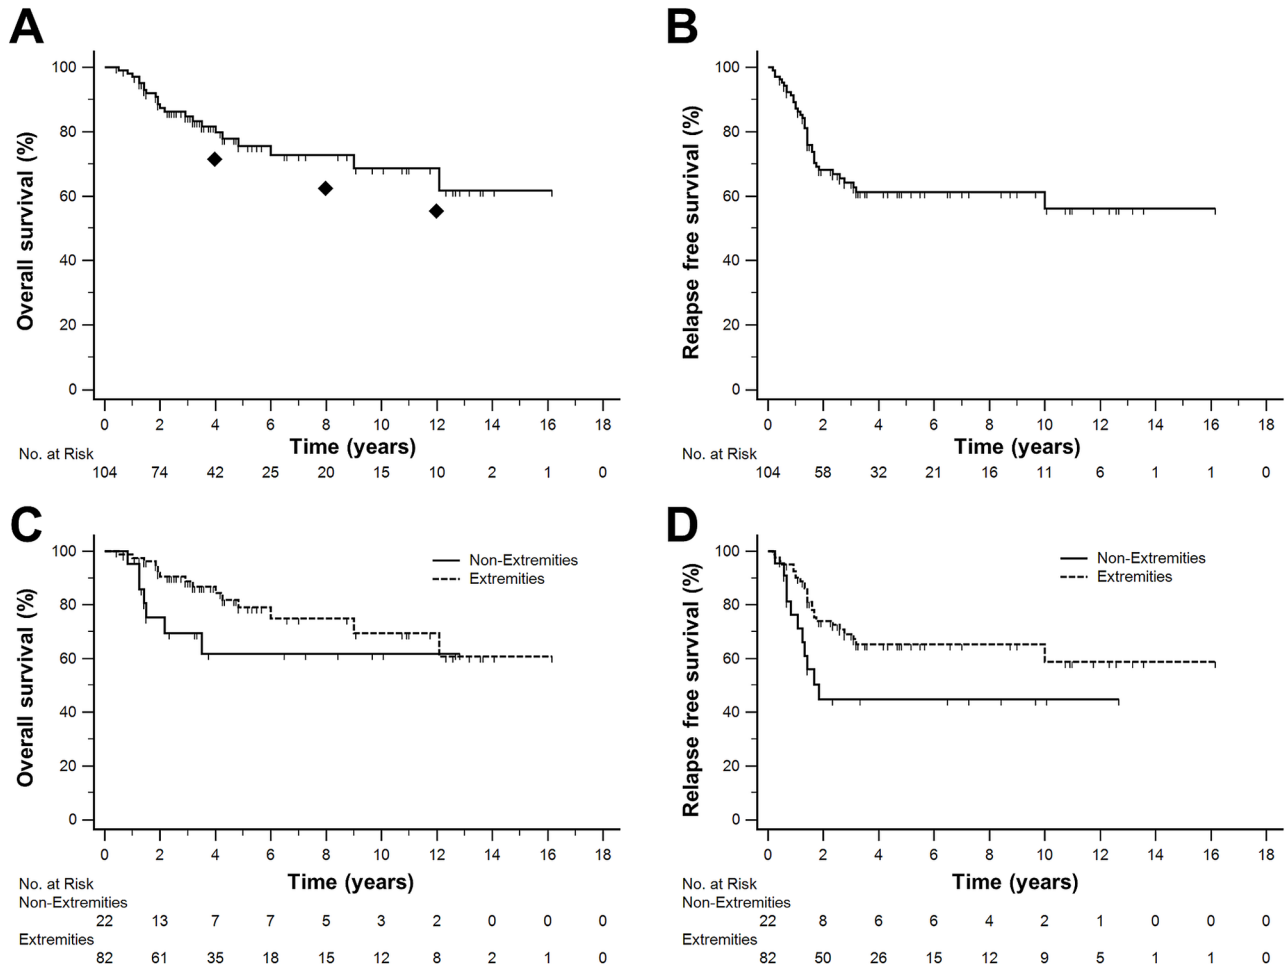 A
Overall survival (%)
100
80
60
40
20
0
0 2 4 6 8 10 12 14 16 18
Time (years)
No. at Risk
104 74 42 25 20 15 10 2 1 0
B
Relapse free survival (%)
100
80
60
40
20
0
0 2 4 6 8 10 12 14 16 18
Time (years)
No. at Risk
104 58 32 21 16 11 6 1 1 0
C
Overall survival (%)
100
80
60
40
20
0
Non-Extremities
Extremities
0 2 4 6 8 10 12 14 16 18
Time (years)
No. at Risk
Non-Extremities
22 13 7 7 5 3 2 0 0 0
Extremities
82 61 35 18 15 12 8 2 1 0
D
Relapse free survival (%)
100
80
60
40
20
0
Non-Extremities
Extremities
0 2 4 6 8 10 12 14 16 18
Time (years)
No. at Risk
Non-Extremities
22 8 6 6 4 2 1 0 0 0
Extremities
82 50 26 15 12 9 5 1 1 0